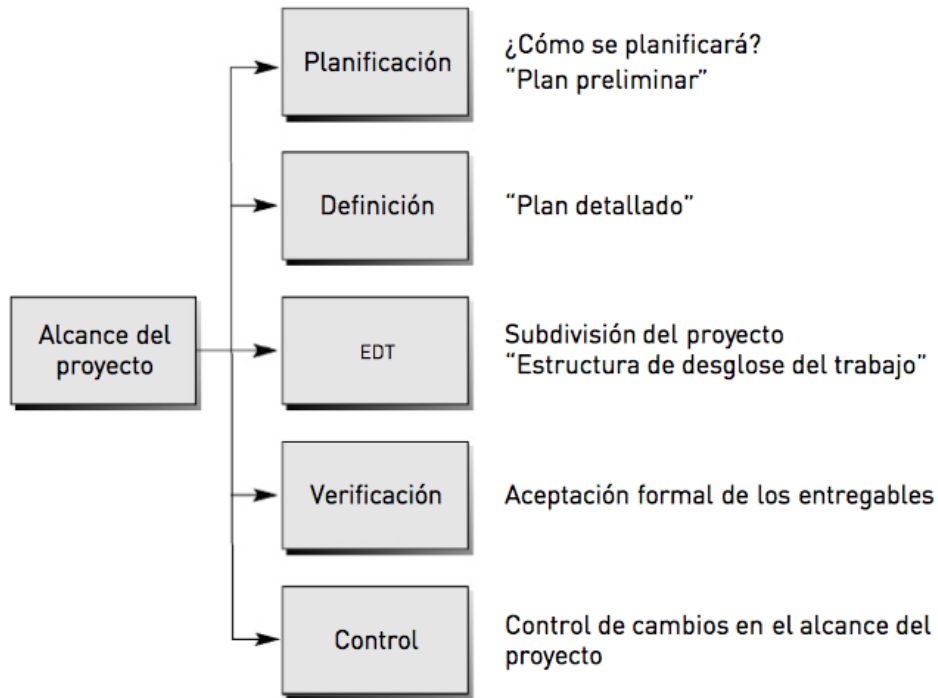 Planificación
¿Cómo se planificará?
“Plan preliminar”
Definición
“Plan detallado”
Alcance del
proyecto
EDT
Subdivisión del proyecto
“Estructura de desglose del trabajo”
Verificación
Aceptación formal de los entregables
Control
Control de cambios en el alcance del
proyecto